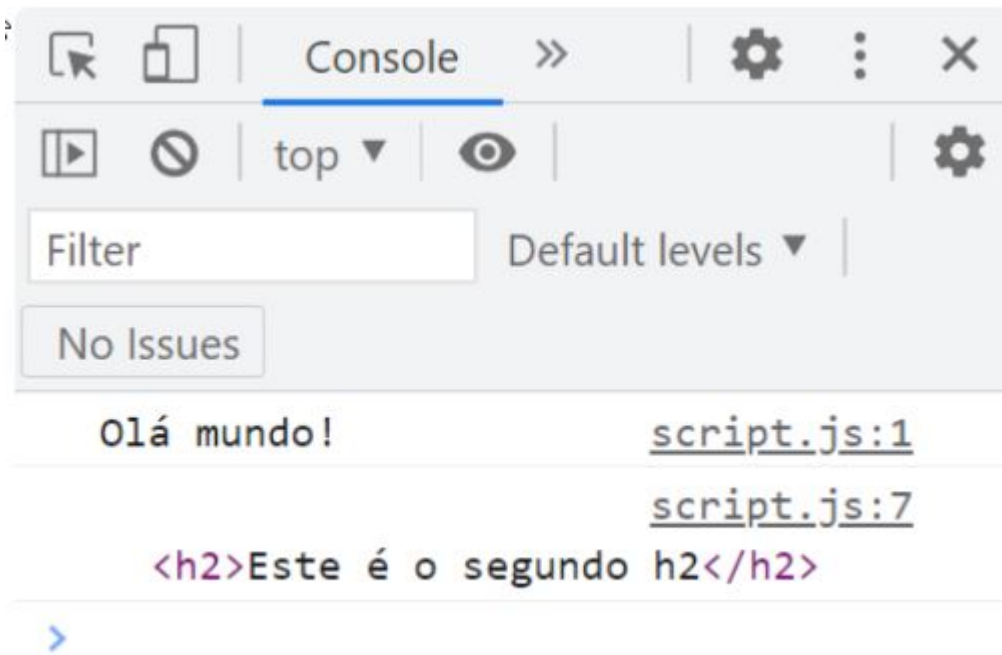 Console
top
Filter Default levels
No Issues
Olá mundo! script.js:1
script.js:7
<h2>Este é o segundo h2</h2>